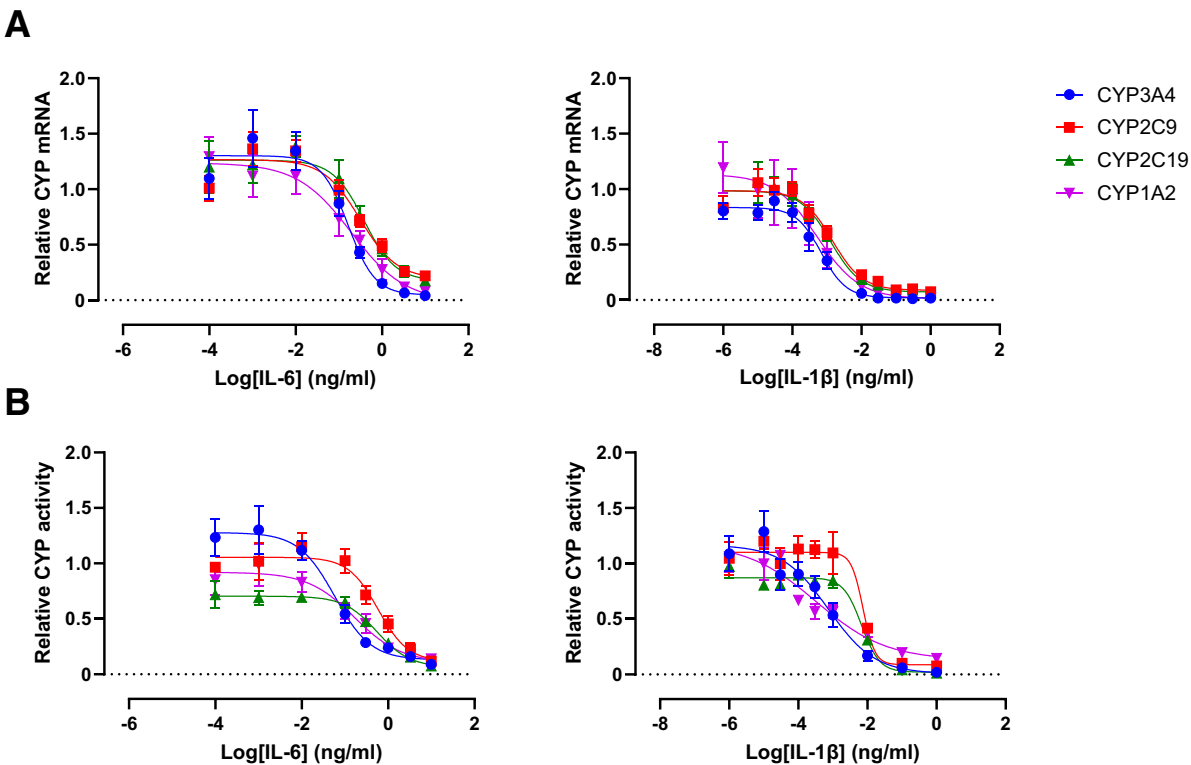 A
Relative CYP mRNA
2.0
1.5
1.0
0.5
0
-6 -4 -2 0 2
Log[IL-6] (ng/ml)
Relative CYP mRNA
2.0
1.5
1.0
0.5
0
-8 -6 -4 -2 0 2
Log[IL-1β] (ng/ml)
CYP3A4
CYP2C9
CYP2C19
CYP1A2
B
Relative CYP activity
2.0
1.5
1.0
0.5
0
-6 -4 -2 0 2
Log[IL-6] (ng/ml)
Relative CYP activity
2.0
1.5
1.0
0.5
0
-8 -6 -4 -2 0 2
Log[IL-1β] (ng/ml)